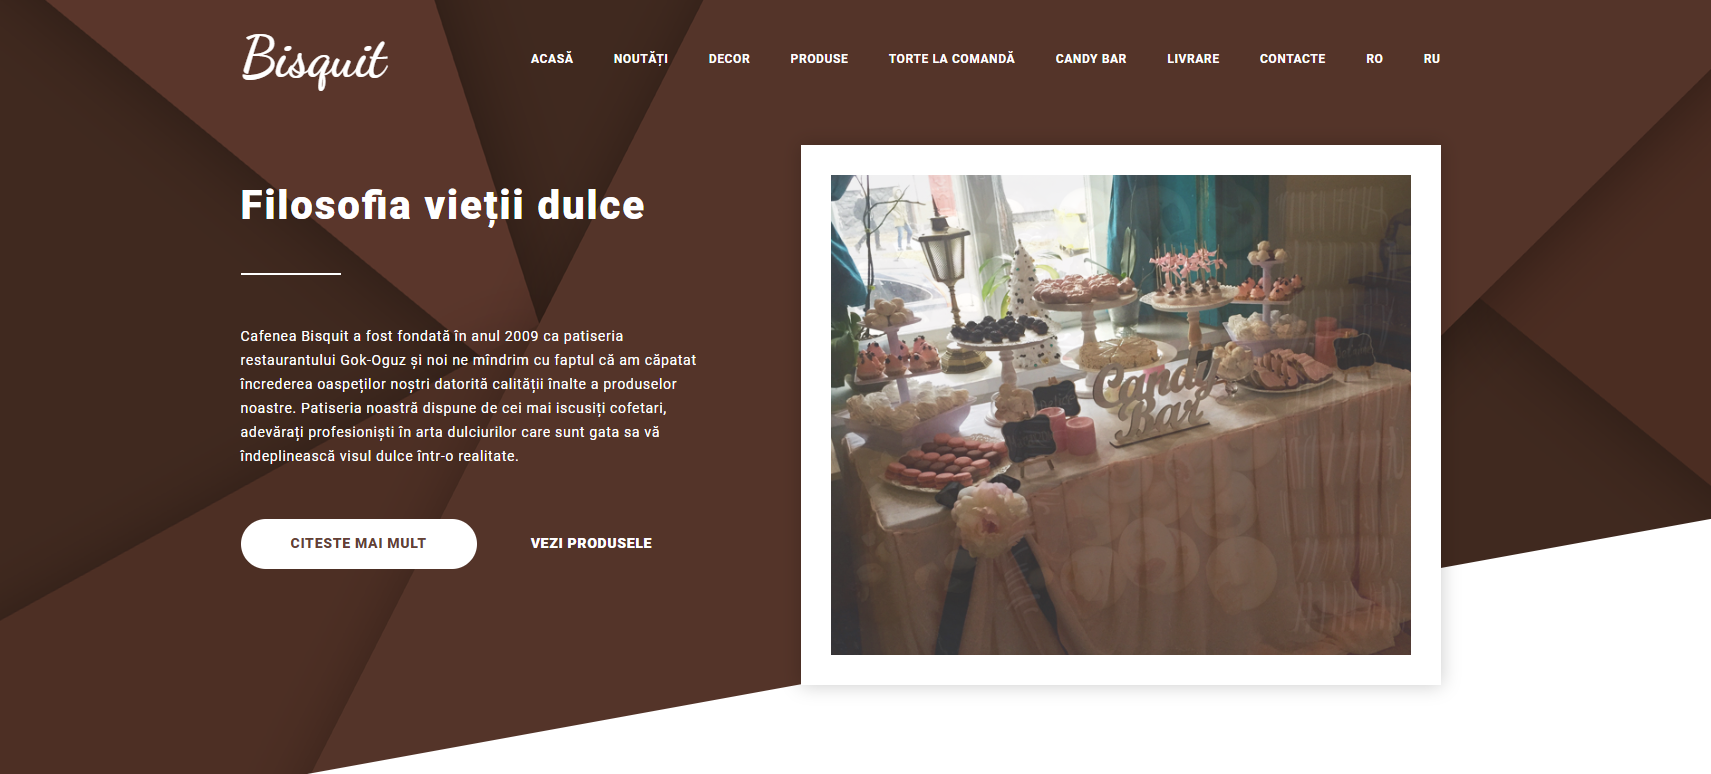 Bisquit
ACASĂ NOUTĂȚI DECOR PRODUSE TORTE LA COMANDĂ CANDY BAR LIVRARE CONTACTE RO RU
Filosofia vieții dulce
Cafenea Bisquit a fost fondată în anul 2009 ca patiseria
restaurantului Gok-Oguz și noi ne mîndrim cu faptul că am căpatat
încrederea oaspeților noștri datorită calității înalte a produselor
noastre. Patiseria noastră dispune de cei mai iscusiți cofetari,
adevărați profesioniști în arta dulciurilor care sunt gata sa vă
îndeplinească visul dulce într-o realitate.
CITESTE MAI MULT VEZI PRODUSELE
Candy
Bar